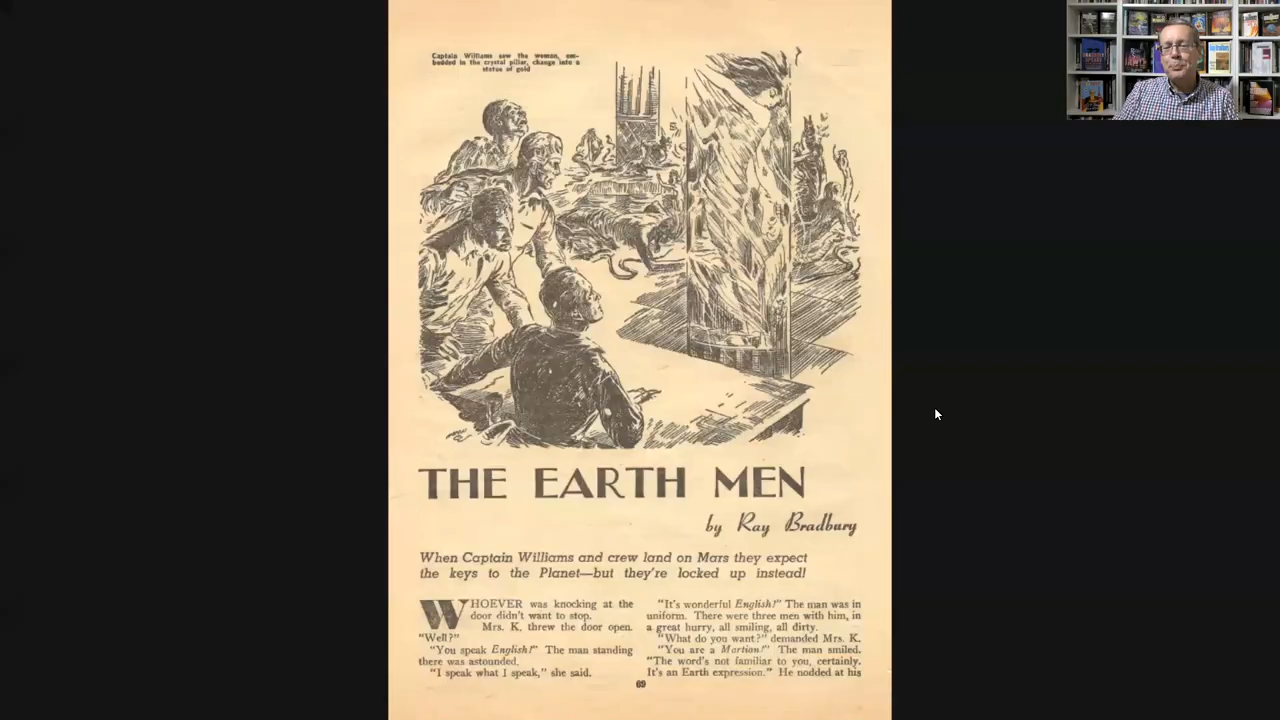 Captain Williams saw the woman, em-
bedded in the crystal pillar, change into a
statue of gold
THE EARTH MEN
by Ray Bradbury
When Captain Williams and crew land on Mars they expect
the keys to the Planet—but they're locked up instead!
WHOEVER was knocking at the
door didn't want to stop.
Mrs. K. threw the door open.
"Well?"
"You speak English!" The man standing
there was astounded.
"I speak what I speak," she said.
"It's wonderful English!" The man was in
uniform. There were three men with him, in
a great hurry, all smiling, all dirty.
"What do you want?" demanded Mrs. K.
"You are a Martian!" The man smiled.
"The word's not familiar to you, certainly.
It's an Earth expression." He nodded at his
69